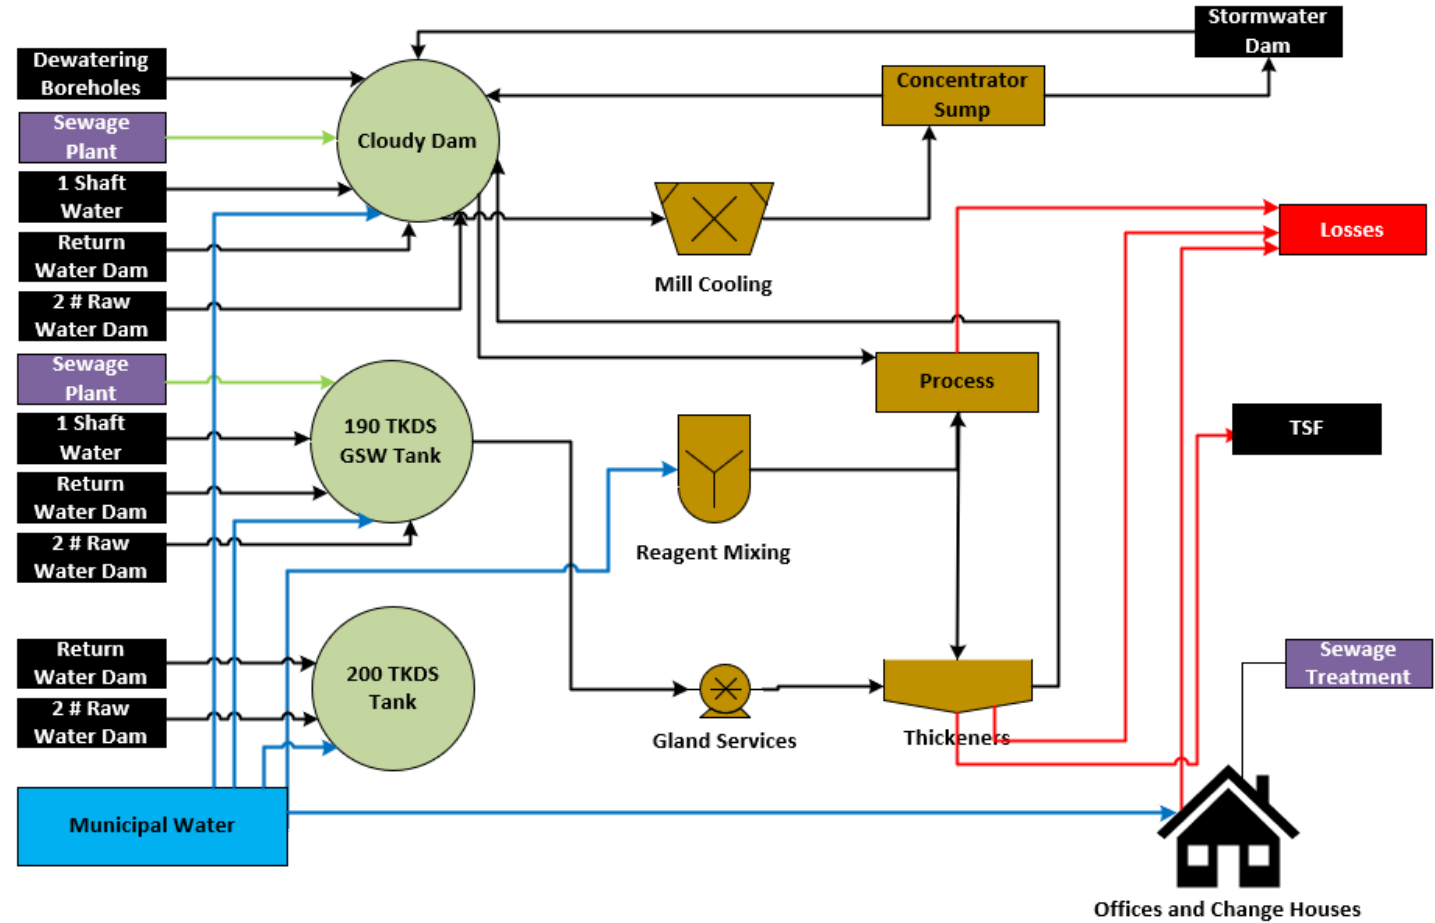 Stormwater
Dam
Dewatering
Boreholes
Concentrator
Sump
Sewage
Plant
Cloudy Dam
1 Shaft
Water
Return
Water Dam
Losses
Mill Cooling
2 # Raw
Water Dam
Sewage
Plant
Process
1 Shaft
Water
190 TKDS
GSW Tank
TSF
Return
Water Dam
2 # Raw
Water Dam
Reagent Mixing
Return
Water Dam
200 TKDS
Tank
Sewage
Treatment
2 # Raw
Water Dam
Gland Services
Thickeners
Municipal Water
Offices and Change Houses